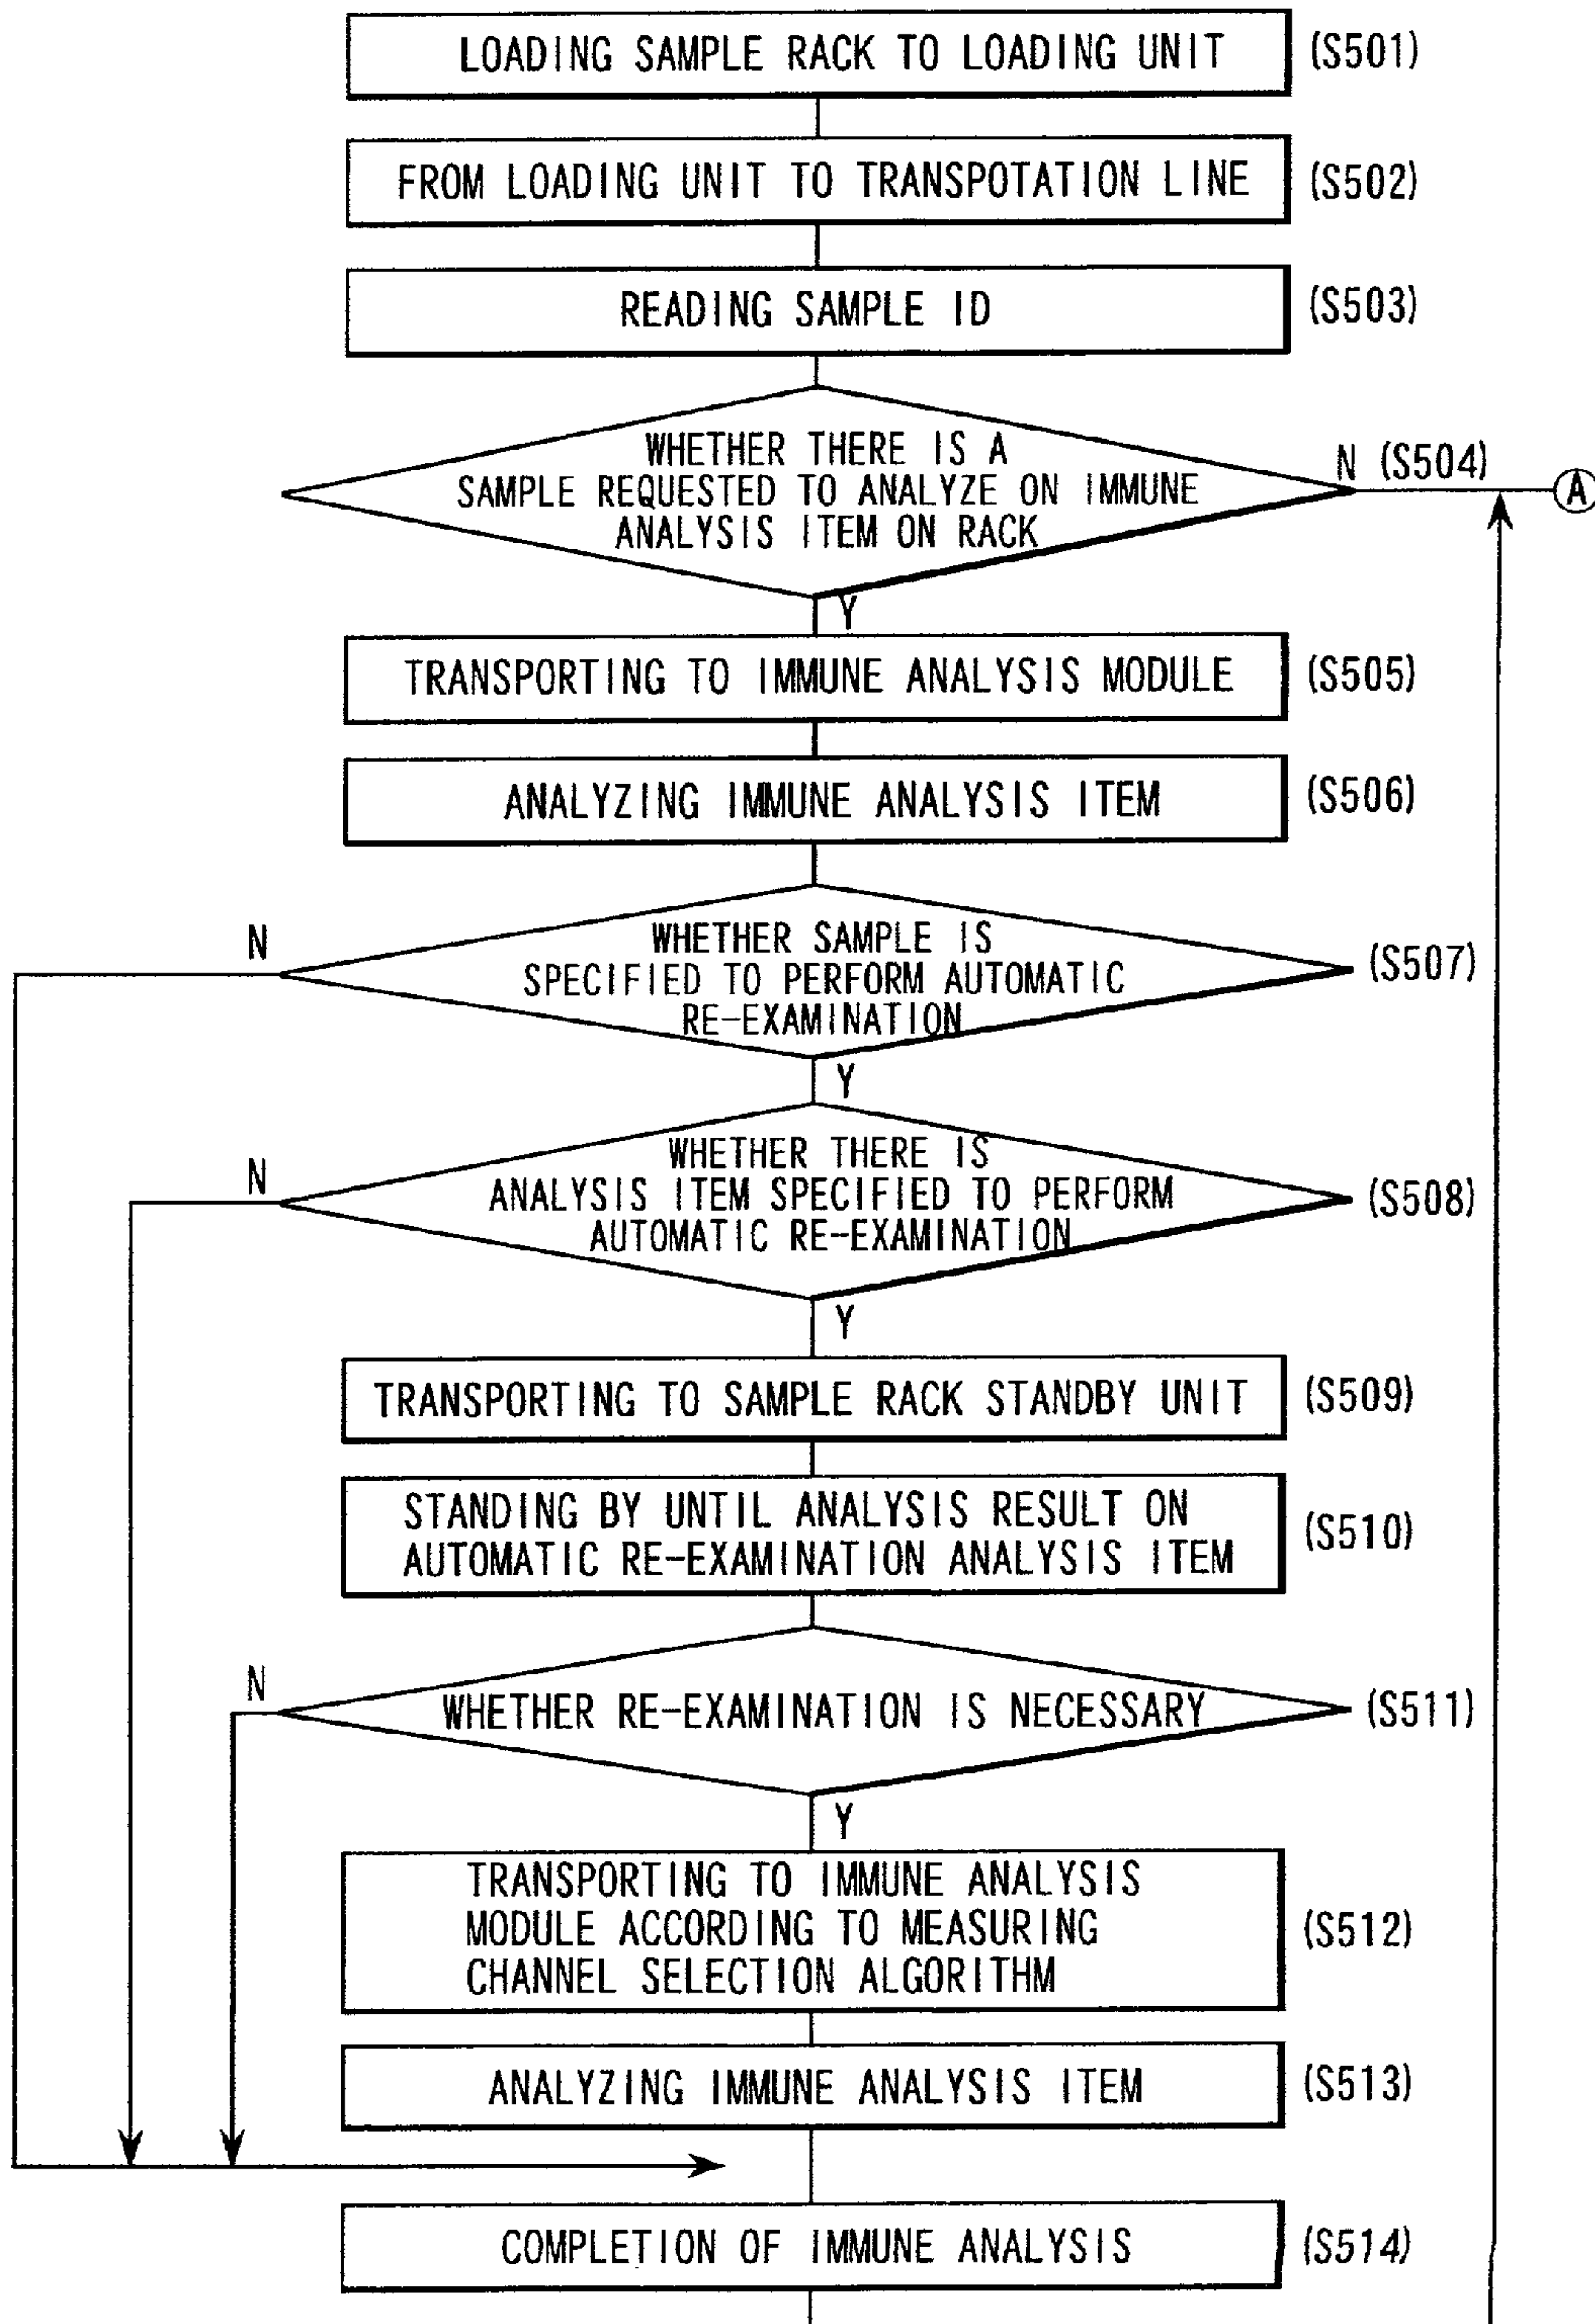 LOADING SAMPLE RACK TO LOADING UNIT (S501)
FROM LOADING UNIT TO TRANSPOTATION LINE (S502)
READING SAMPLE ID (S503)
WHETHER THERE IS A
SAMPLE REQUESTED TO ANALYZE ON IMMUNE
ANALYSIS ITEM ON RACK
N (S504)
A
Y
TRANSPORTING TO IMMUNE ANALYSIS MODULE (S505)
ANALYZING IMMUNE ANALYSIS ITEM (S506)
N
WHETHER SAMPLE IS
SPECIFIED TO PERFORM AUTOMATIC
RE-EXAMINATION
(S507)
Y
N
WHETHER THERE IS
ANALYSIS ITEM SPECIFIED TO PERFORM
AUTOMATIC RE-EXAMINATION
(S508)
Y
TRANSPORTING TO SAMPLE RACK STANDBY UNIT (S509)
STANDING BY UNTIL ANALYSIS RESULT ON
AUTOMATIC RE-EXAMINATION ANALYSIS ITEM
(S510)
N
WHETHER RE-EXAMINATION IS NECESSARY (S511)
Y
TRANSPORTING TO IMMUNE ANALYSIS
MODULE ACCORDING TO MEASURING
CHANNEL SELECTION ALGORITHM
(S512)
ANALYZING IMMUNE ANALYSIS ITEM (S513)
COMPLETION OF IMMUNE ANALYSIS (S514)